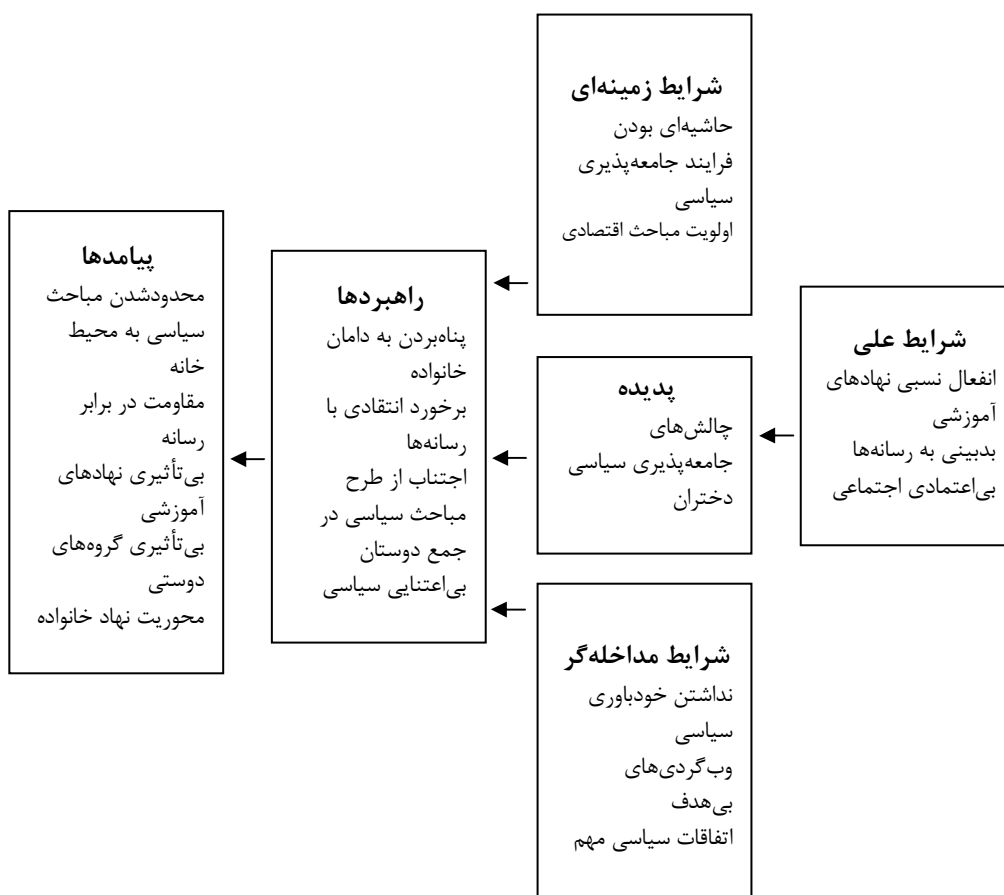 شرایط زمینه‌ای
حاشیه‌ای بودن
فرایند جامعه‌پذیری
سیاسی
اولویت مباحث اقتصادی
شرایط علی
انفعال نسبی نهادهای
آموزشی
بدبینی به رسانه‌ها
بی‌اعتمادی اجتماعی
پدیده
چالش‌های
جامعه‌پذیری سیاسی
دختران
شرایط مداخله‌گر
نداشتن خودباوری
سیاسی
وب‌گردی‌های
بی‌هدف
اتفاقات سیاسی مهم
راهبردها
پناه‌بردن به دامان
خانواده
برخورد انتقادی با
رسانه‌ها
اجتناب از طرح
مباحث سیاسی در
جمع دوستان
بی‌اعتنایی سیاسی
پیامدها
محدودشدن مباحث
سیاسی به محیط
خانه
مقاومت در برابر
رسانه
بی‌تأثیری نهادهای
آموزشی
بی‌تأثیری گروه‌های
دوستی
محوریت نهاد خانواده